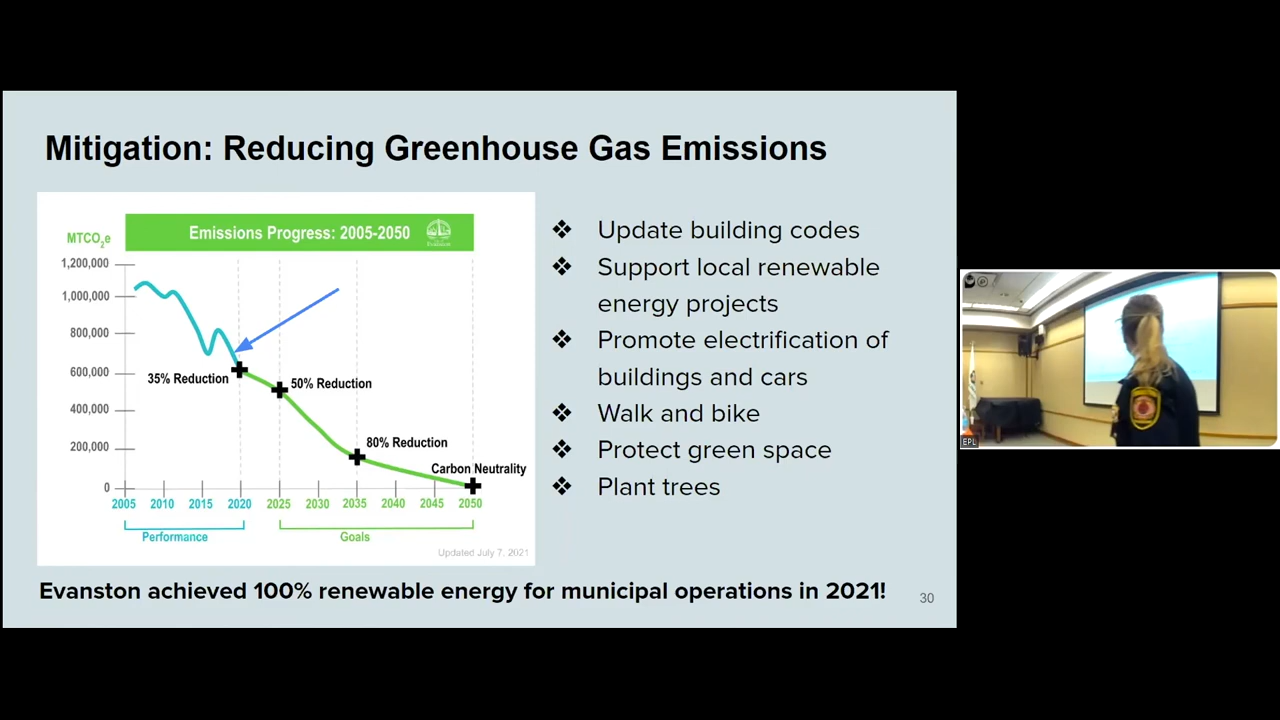 Mitigation: Reducing Greenhouse Gas Emissions
Emissions Progress: 2005-2050
MTCO₂e
1,200,000
1,000,000
800,000
600,000
400,000
200,000
0
35% Reduction
50% Reduction
80% Reduction
Carbon Neutrality
2005 2010 2015 2020 2025 2030 2035 2040 2045 2050
Performance
Goals
Updated July 7, 2021
❖ Update building codes
❖ Support local renewable
energy projects
❖ Promote electrification of
buildings and cars
❖ Walk and bike
❖ Protect green space
❖ Plant trees
Evanston achieved 100% renewable energy for municipal operations in 2021!
30
EPL